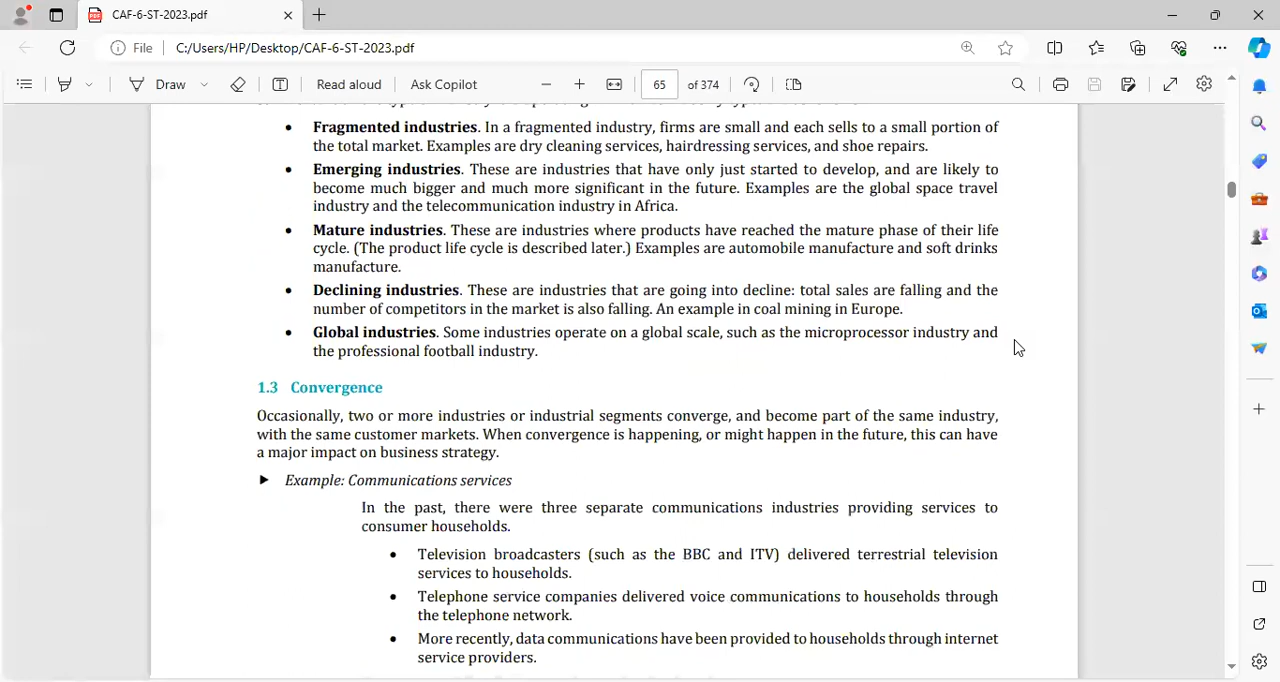 CAF-6-ST-2023.pdf
File C:/Users/HP/Desktop/CAF-6-ST-2023.pdf
Draw Read aloud Ask Copilot 65 of 374
• Fragmented industries. In a fragmented industry, firms are small and each sells to a small portion of
the total market. Examples are dry cleaning services, hairdressing services, and shoe repairs.
• Emerging industries. These are industries that have only just started to develop, and are likely to
become much bigger and much more significant in the future. Examples are the global space travel
industry and the telecommunication industry in Africa.
• Mature industries. These are industries where products have reached the mature phase of their life
cycle. (The product life cycle is described later.) Examples are automobile manufacture and soft drinks
manufacture.
• Declining industries. These are industries that are going into decline: total sales are falling and the
number of competitors in the market is also falling. An example in coal mining in Europe.
• Global industries. Some industries operate on a global scale, such as the microprocessor industry and
the professional football industry.
1.3 Convergence
Occasionally, two or more industries or industrial segments converge, and become part of the same industry,
with the same customer markets. When convergence is happening, or might happen in the future, this can have
a major impact on business strategy.
Example: Communications services
In the past, there were three separate communications industries providing services to
consumer households.
• Television broadcasters (such as the BBC and ITV) delivered terrestrial television
services to households.
• Telephone service companies delivered voice communications to households through
the telephone network.
• More recently, data communications have been provided to households through internet
service providers.